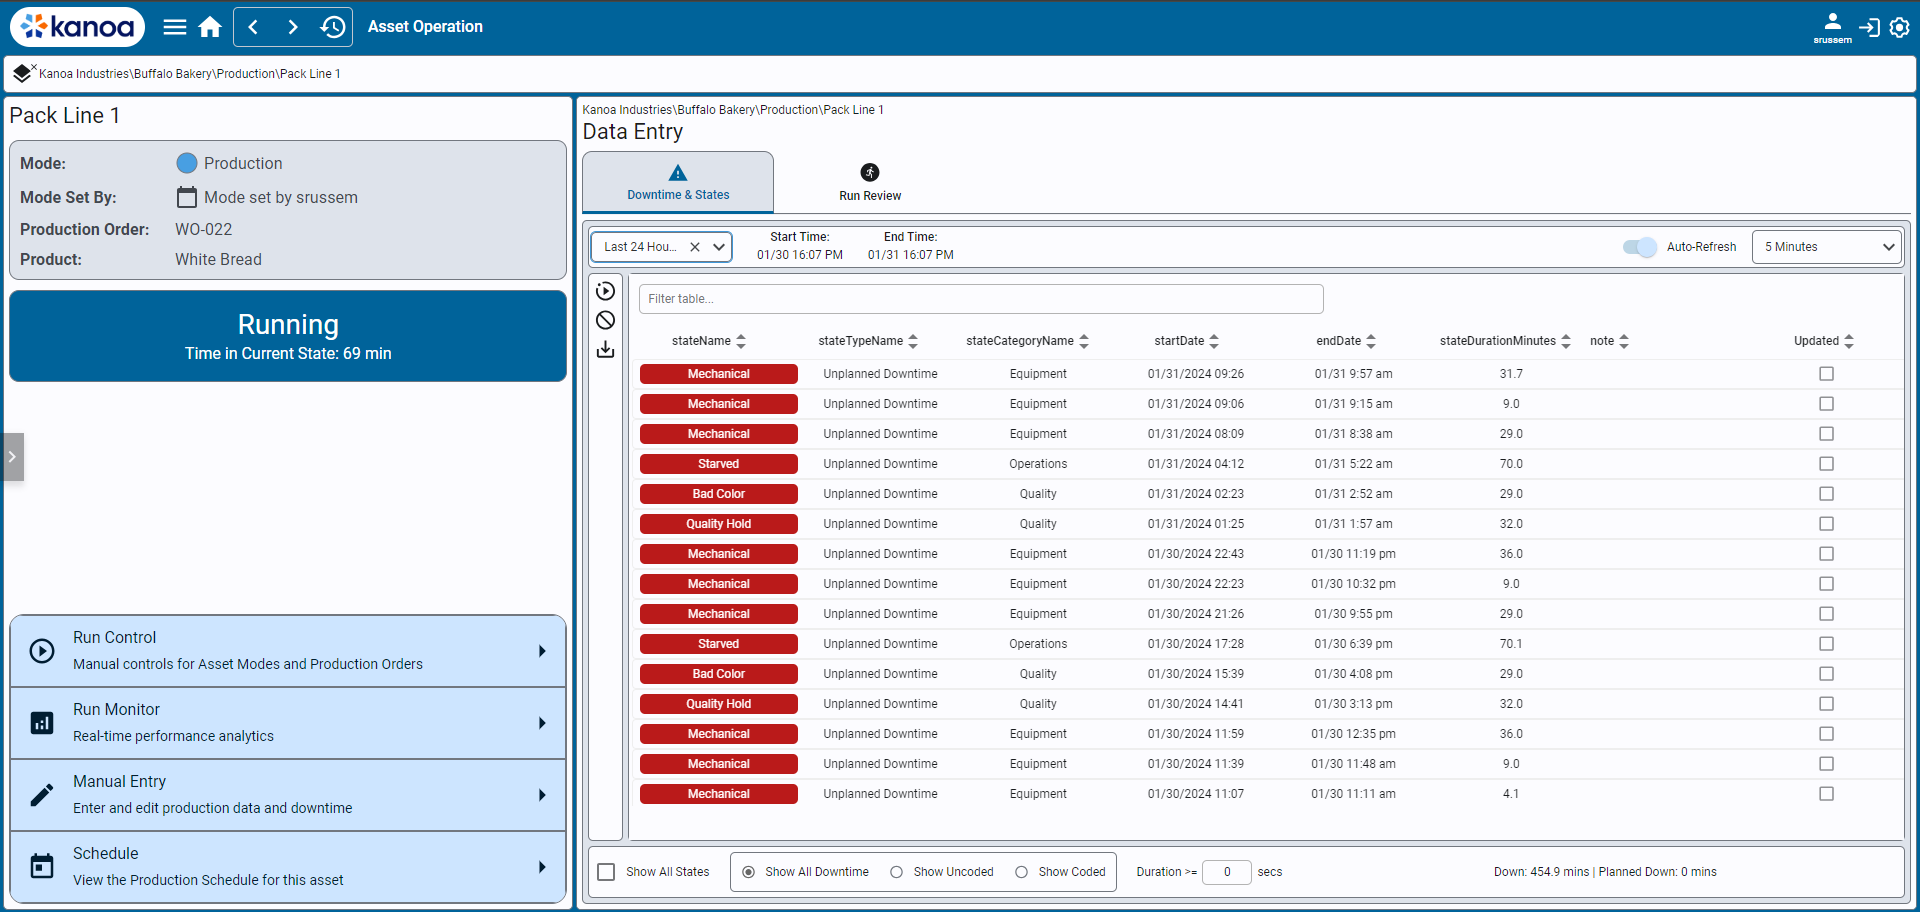 kanoa
Asset Operation
srussem
Kanoa Industries\Buffalo Bakery\Production\Pack Line 1
Pack Line 1
Mode: Production
Mode Set By: Mode set by srussem
Production Order: WO-022
Product: White Bread
Running
Time in Current State: 69 min
Run Control
Manual controls for Asset Modes and Production Orders
Run Monitor
Real-time performance analytics
Manual Entry
Enter and edit production data and downtime
Schedule
View the Production Schedule for this asset
Kanoa Industries\Buffalo Bakery\Production\Pack Line 1
Data Entry
Downtime & States
Run Review
Last 24 Hou...
Start Time: End Time:
01/30 16:07 PM 01/31 16:07 PM
Auto-Refresh
5 Minutes
Filter table...
stateName stateTypeName stateCategoryName startDate endDate stateDurationMinutes note Updated
Mechanical Unplanned Downtime Equipment 01/31/2024 09:26 01/31 9:57 am 31.7
Mechanical Unplanned Downtime Equipment 01/31/2024 09:06 01/31 9:15 am 9.0
Mechanical Unplanned Downtime Equipment 01/31/2024 08:09 01/31 8:38 am 29.0
Starved Unplanned Downtime Operations 01/31/2024 04:12 01/31 5:22 am 70.0
Bad Color Unplanned Downtime Quality 01/31/2024 02:23 01/31 2:52 am 29.0
Quality Hold Unplanned Downtime Quality 01/31/2024 01:25 01/31 1:57 am 32.0
Mechanical Unplanned Downtime Equipment 01/30/2024 22:43 01/30 11:19 pm 36.0
Mechanical Unplanned Downtime Equipment 01/30/2024 22:23 01/30 10:32 pm 9.0
Mechanical Unplanned Downtime Equipment 01/30/2024 21:26 01/30 9:55 pm 29.0
Starved Unplanned Downtime Operations 01/30/2024 17:28 01/30 6:39 pm 70.1
Bad Color Unplanned Downtime Quality 01/30/2024 15:39 01/30 4:08 pm 29.0
Quality Hold Unplanned Downtime Quality 01/30/2024 14:41 01/30 3:13 pm 32.0
Mechanical Unplanned Downtime Equipment 01/30/2024 11:59 01/30 12:35 pm 36.0
Mechanical Unplanned Downtime Equipment 01/30/2024 11:39 01/30 11:48 am 9.0
Mechanical Unplanned Downtime Equipment 01/30/2024 11:07 01/30 11:11 am 4.1
Show All States Show All Downtime Show Uncoded Show Coded Duration >= 0 secs Down: 454.9 mins | Planned Down: 0 mins